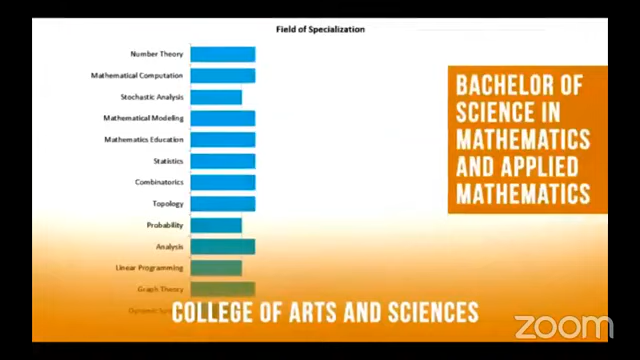 Field of Specialization
Number Theory
Mathematical Computation
Stochastic Analysis
Mathematical Modeling
Mathematics Education
Statistics
Combinatorics
Topology
Probability
Analysis
Linear Programming
Graph Theory
BACHELOR OF
SCIENCE IN
MATHEMATICS
AND APPLIED
MATHEMATICS
COLLEGE OF ARTS AND SCIENCES
zoom